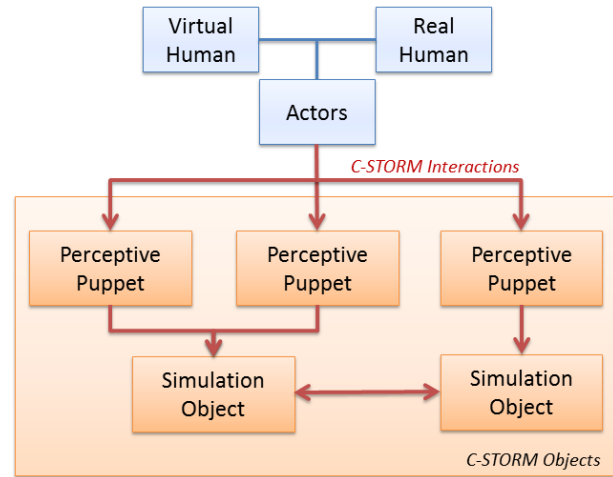 Virtual
Human
Real
Human
Actors
C-STORM Interactions
Perceptive
Puppet
Perceptive
Puppet
Perceptive
Puppet
Simulation
Object
Simulation
Object
C-STORM Objects